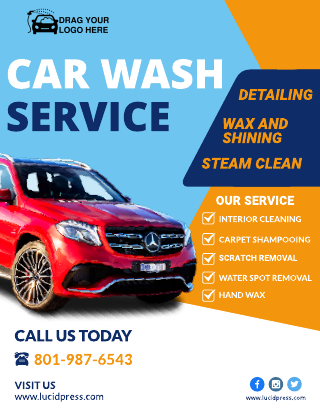 DRAG YOUR
LOGO HERE
CAR WASH
SERVICE
DETAILING
WAX AND
SHINING
STEAM CLEAN
OUR SERVICE
INTERIOR CLEANING
CARPET SHAMPOOING
SCRATCH REMOVAL
WATER SPOT REMOVAL
HAND WAX
CALL US TODAY
801-987-6543
VISIT US
www.lucidpress.com
www.lucidpress.com